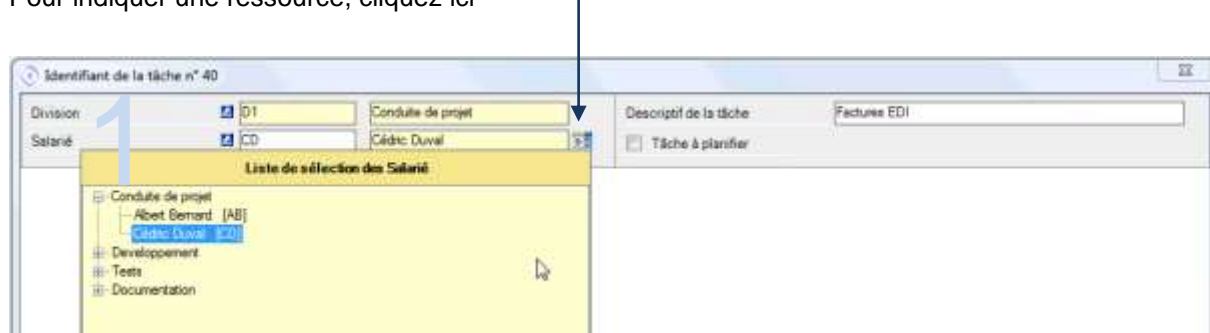 Pour indiquer une ressource, cliquez ici
Identifiant de la tâche n° 40
Division D1 Conduite de projet Descriptif de la tâche Factures EDI
Salarié CD Cédric Duval Tâche à planifier
1
Liste de sélection des Salarié
Conduite de projet
Albert Bernard [AB]
Cédric Duval [CD]
Developpement
Tests
Documentation